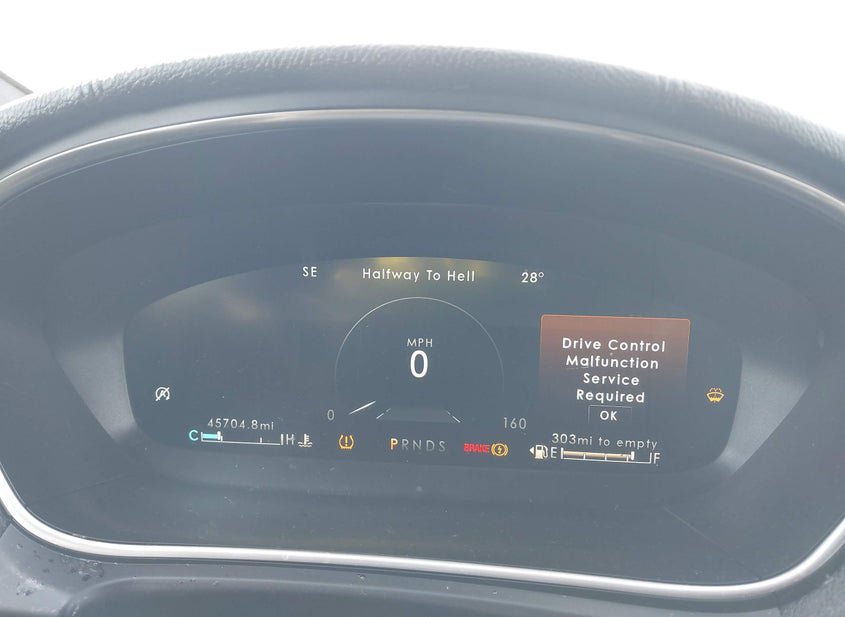 SE Halfway To Hell 28°
MPH
0
Drive Control
Malfunction
Service
Required
OK
0 160
45704.8mi
303mi to empty
C H
PRNDS
BRAKE
E F